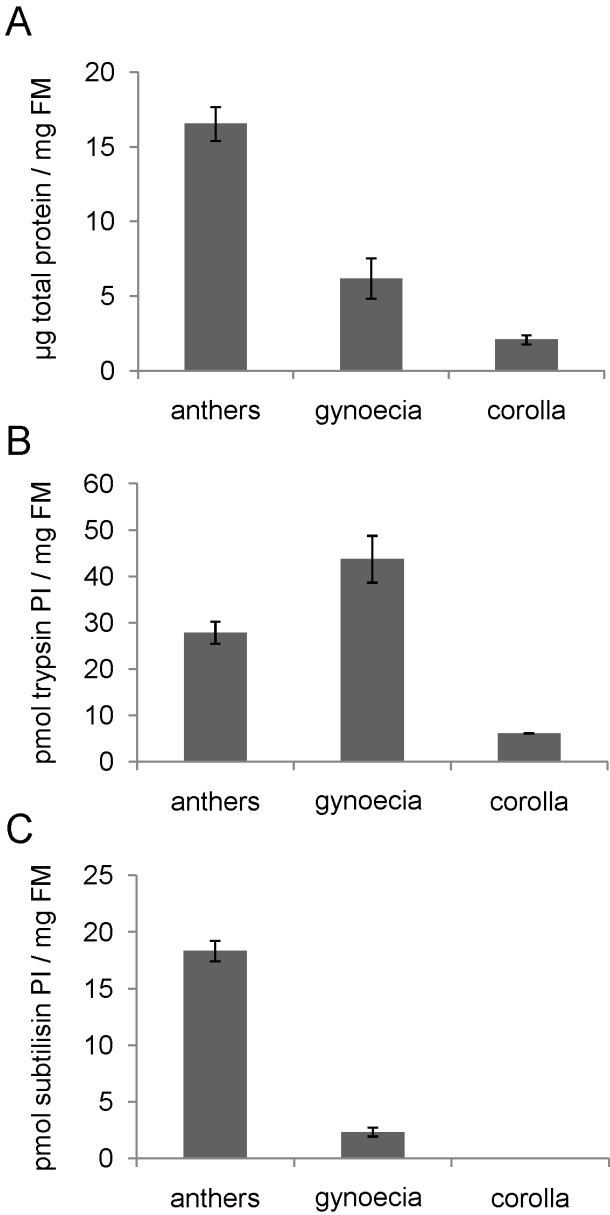 A
µg total protein / mg FM
20
15
10
5
0
anthers gynoecia corolla
B
pmol trypsin PI / mg FM
60
50
40
30
20
10
0
anthers gynoecia corolla
C
pmol subtilisin PI / mg FM
25
20
15
10
5
0
anthers gynoecia corolla